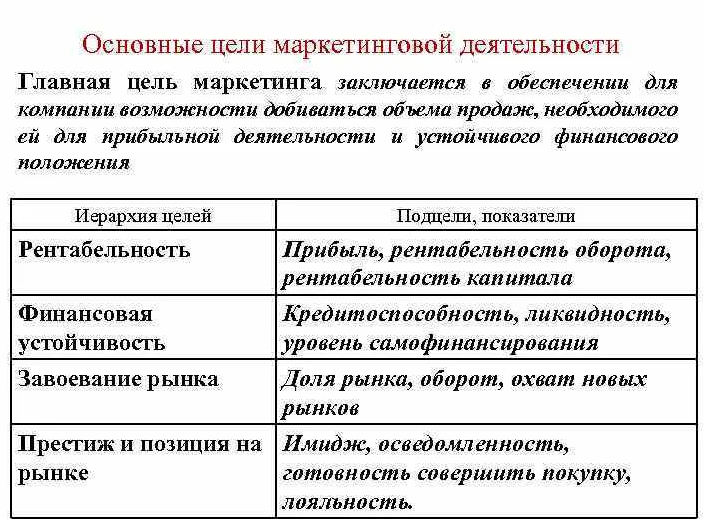 Основные цели маркетинговой деятельности
Главная цель маркетинга заключается в обеспечении для
компании возможности добиваться объема продаж, необходимого
ей для прибыльной деятельности и устойчивого финансового
положения
Иерархия целей
Подцели, показатели
Рентабельность
Прибыль, рентабельность оборота,
рентабельность капитала
Финансовая
устойчивость
Кредитоспособность, ликвидность,
уровень самофинансирования
Завоевание рынка
Доля рынка, оборот, охват новых
рынков
Престиж и позиция на
рынке
Имидж, осведомленность,
готовность совершить покупку,
лояльность.